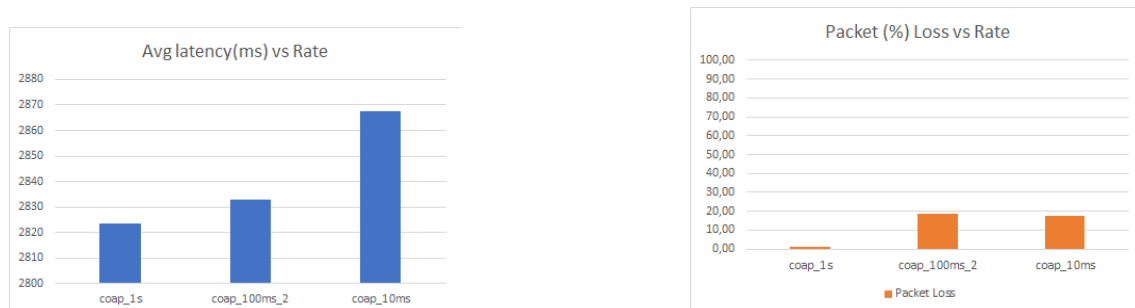 Avg latency(ms) vs Rate
2880
2870
2860
2850
2840
2830
2820
2810
2800
coap_1s
coap_100ms_2
coap_10ms
Packet (%) Loss vs Rate
100,00
90,00
80,00
70,00
60,00
50,00
40,00
30,00
20,00
10,00
0,00
coap_1s
coap_100ms_2
coap_10ms
Packet Loss